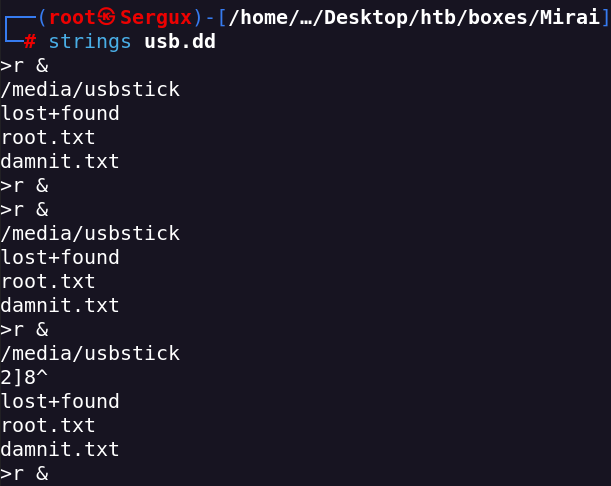 ┌──(root㉿Sergux)-[/home/…/Desktop/htb/boxes/Mirai]
└─# strings usb.dd
>r &
/media/usbstick
lost+found
root.txt
damnit.txt
>r &
>r &
/media/usbstick
lost+found
root.txt
damnit.txt
>r &
/media/usbstick
2]8^
lost+found
root.txt
damnit.txt
>r &